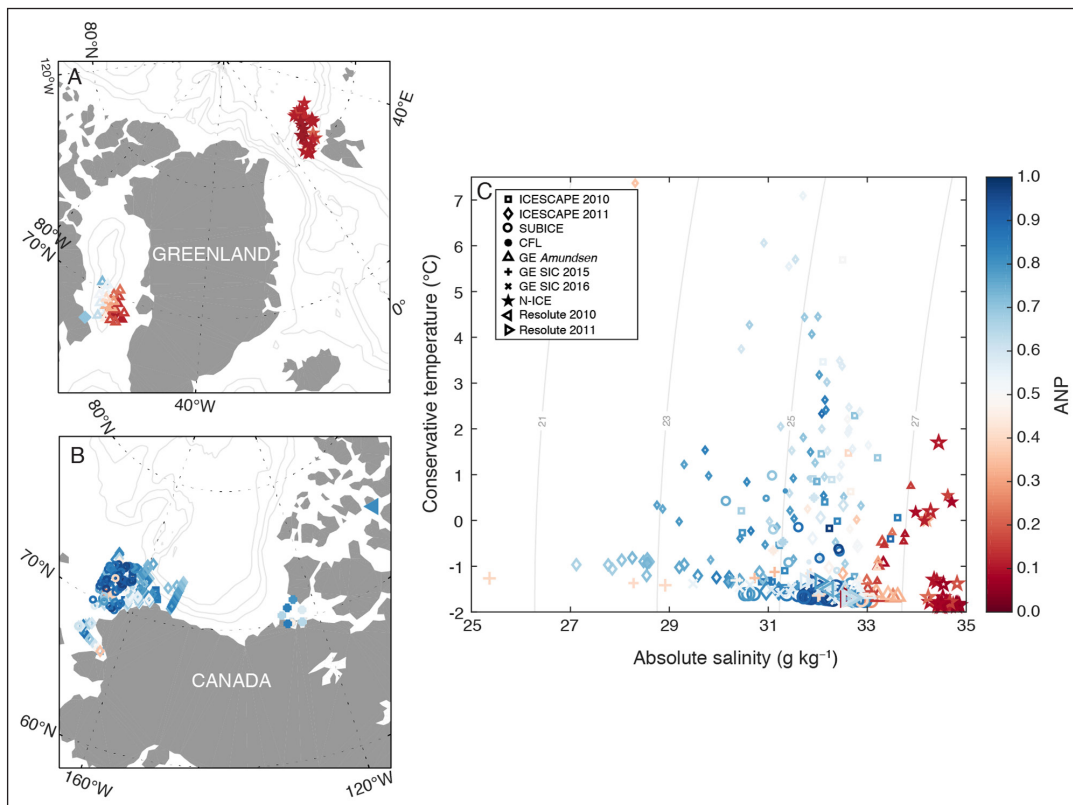 A
80°N
120°W
40°E
80°W
70°N
GREENLAND
0°
40°W
B
80°N
70°N
CANADA
60°N
160°W
120°W
C
ICESCAPE 2010
ICESCAPE 2011
SUBICE
CFL
GE Amundsen
GE SIC 2015
GE SIC 2016
N-ICE
Resolute 2010
Resolute 2011
Conservative temperature (°C)
7
6
5
4
3
2
1
0
-1
-2
21
23
25
27
25
27
29
31
33
35
Absolute salinity (g kg⁻¹)
1.0
0.9
0.8
0.7
0.6
0.5
0.4
0.3
0.2
0.1
0.0
ANP